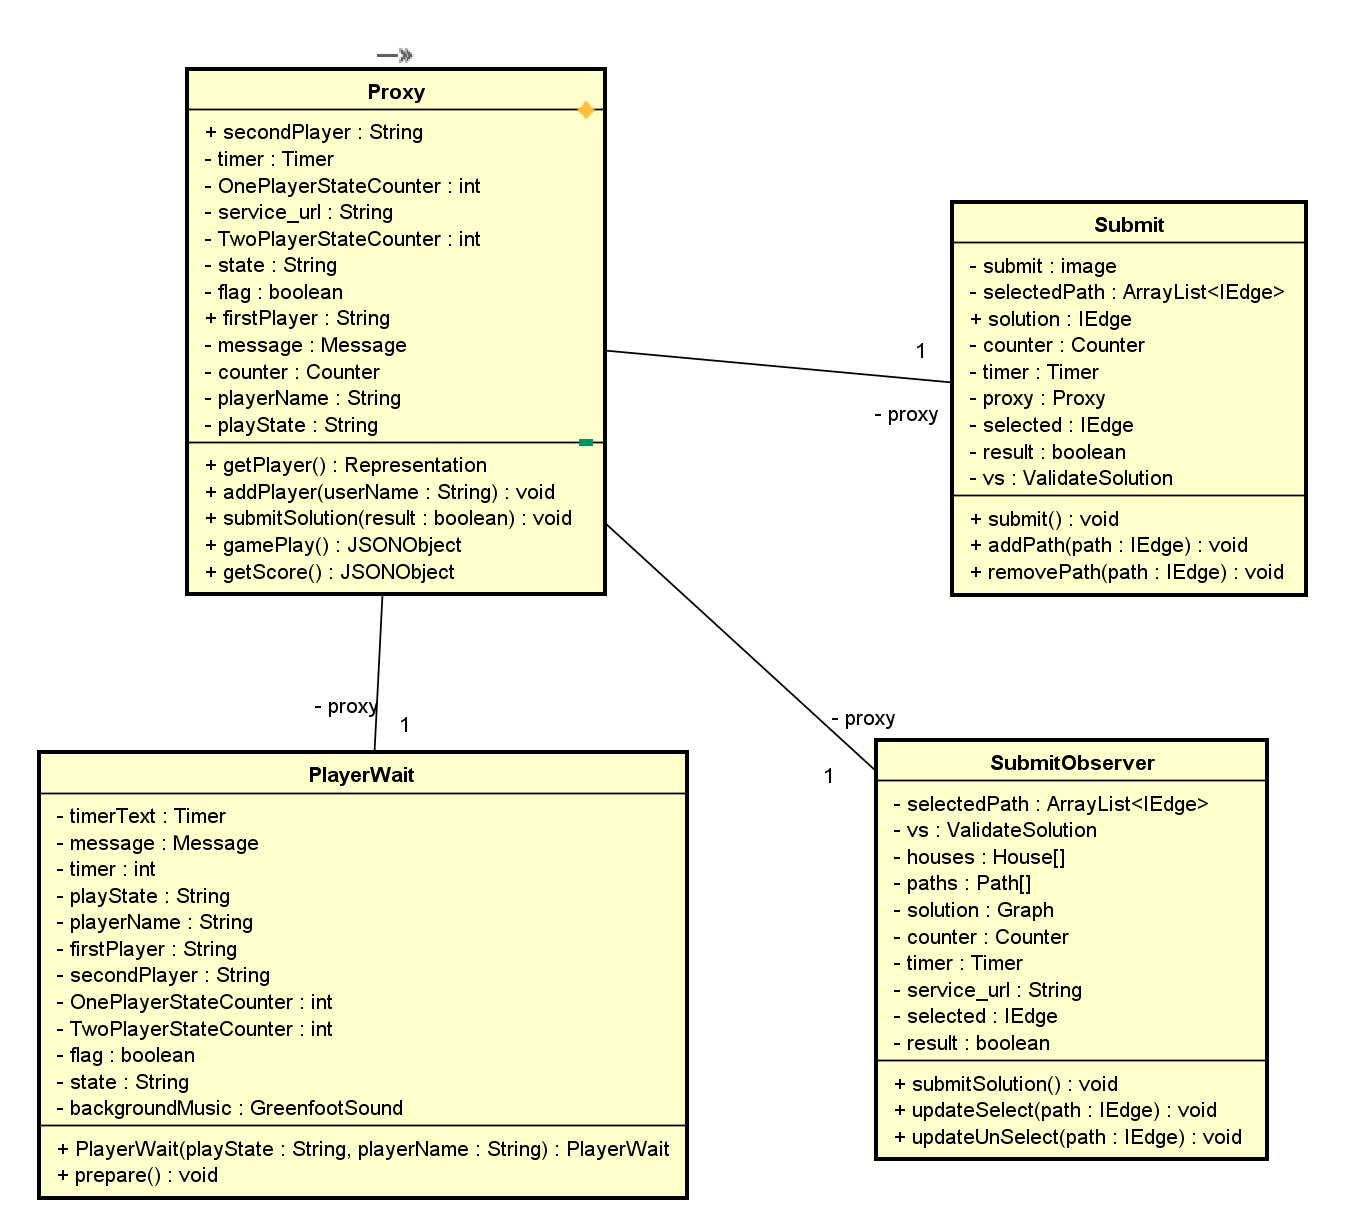 Proxy
+ secondPlayer : String
- timer : Timer
- OnePlayerStateCounter : int
- service_url : String
- TwoPlayerStateCounter : int
- state : String
- flag : boolean
+ firstPlayer : String
- message : Message
- counter : Counter
- playerName : String
- playState : String
+ getPlayer() : Representation
+ addPlayer(userName : String) : void
+ submitSolution(result : boolean) : void
+ gamePlay() : JSONObject
+ getScore() : JSONObject
1
- proxy
Submit
- submit : image
- selectedPath : ArrayList<IEdge>
+ solution : IEdge
- counter : Counter
- timer : Timer
- proxy : Proxy
- selected : IEdge
- result : boolean
- vs : ValidateSolution
+ submit() : void
+ addPath(path : IEdge) : void
+ removePath(path : IEdge) : void
- proxy
1
PlayerWait
- timerText : Timer
- message : Message
- timer : int
- playState : String
- playerName : String
- firstPlayer : String
- secondPlayer : String
- OnePlayerStateCounter : int
- TwoPlayerStateCounter : int
- flag : boolean
- state : String
- backgroundMusic : GreenfootSound
+ PlayerWait(playState : String, playerName : String) : PlayerWait
+ prepare() : void
- proxy
1
SubmitObserver
- selectedPath : ArrayList<IEdge>
- vs : ValidateSolution
- houses : House[]
- paths : Path[]
- solution : Graph
- counter : Counter
- timer : Timer
- service_url : String
- selected : IEdge
- result : boolean
+ submitSolution() : void
+ updateSelect(path : IEdge) : void
+ updateUnSelect(path : IEdge) : void